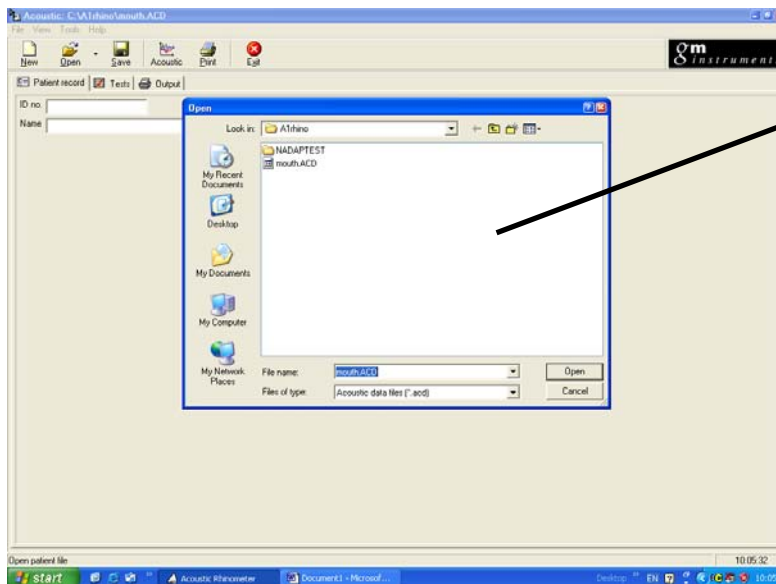 Acoustic: C:\A1rhino\mouth.ACD
File View Tools Help
New Open Save Acoustic Print Exit
gm instrument
Patient record Tests Output
ID no.
Name
Open
Look in: A1rhino
NADAPTEST
mouth.ACD
My Recent Documents
Desktop
My Documents
My Computer
My Network Places
File name: mouth.ACD Open
Files of type: Acoustic data files (*.acd) Cancel
Open patient file 10:05:32
start Acoustic Rhinometer Document1 - Microsof... Desktop EN 10:05